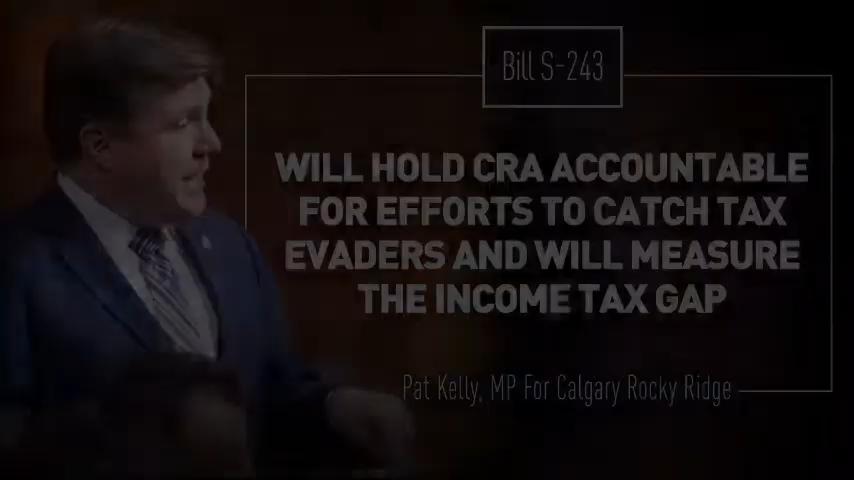 Bill S-243
WILL HOLD CRA ACCOUNTABLE
FOR EFFORTS TO CATCH TAX
EVADERS AND WILL MEASURE
THE INCOME TAX GAP
Pat Kelly, MP For Calgary Rocky Ridge